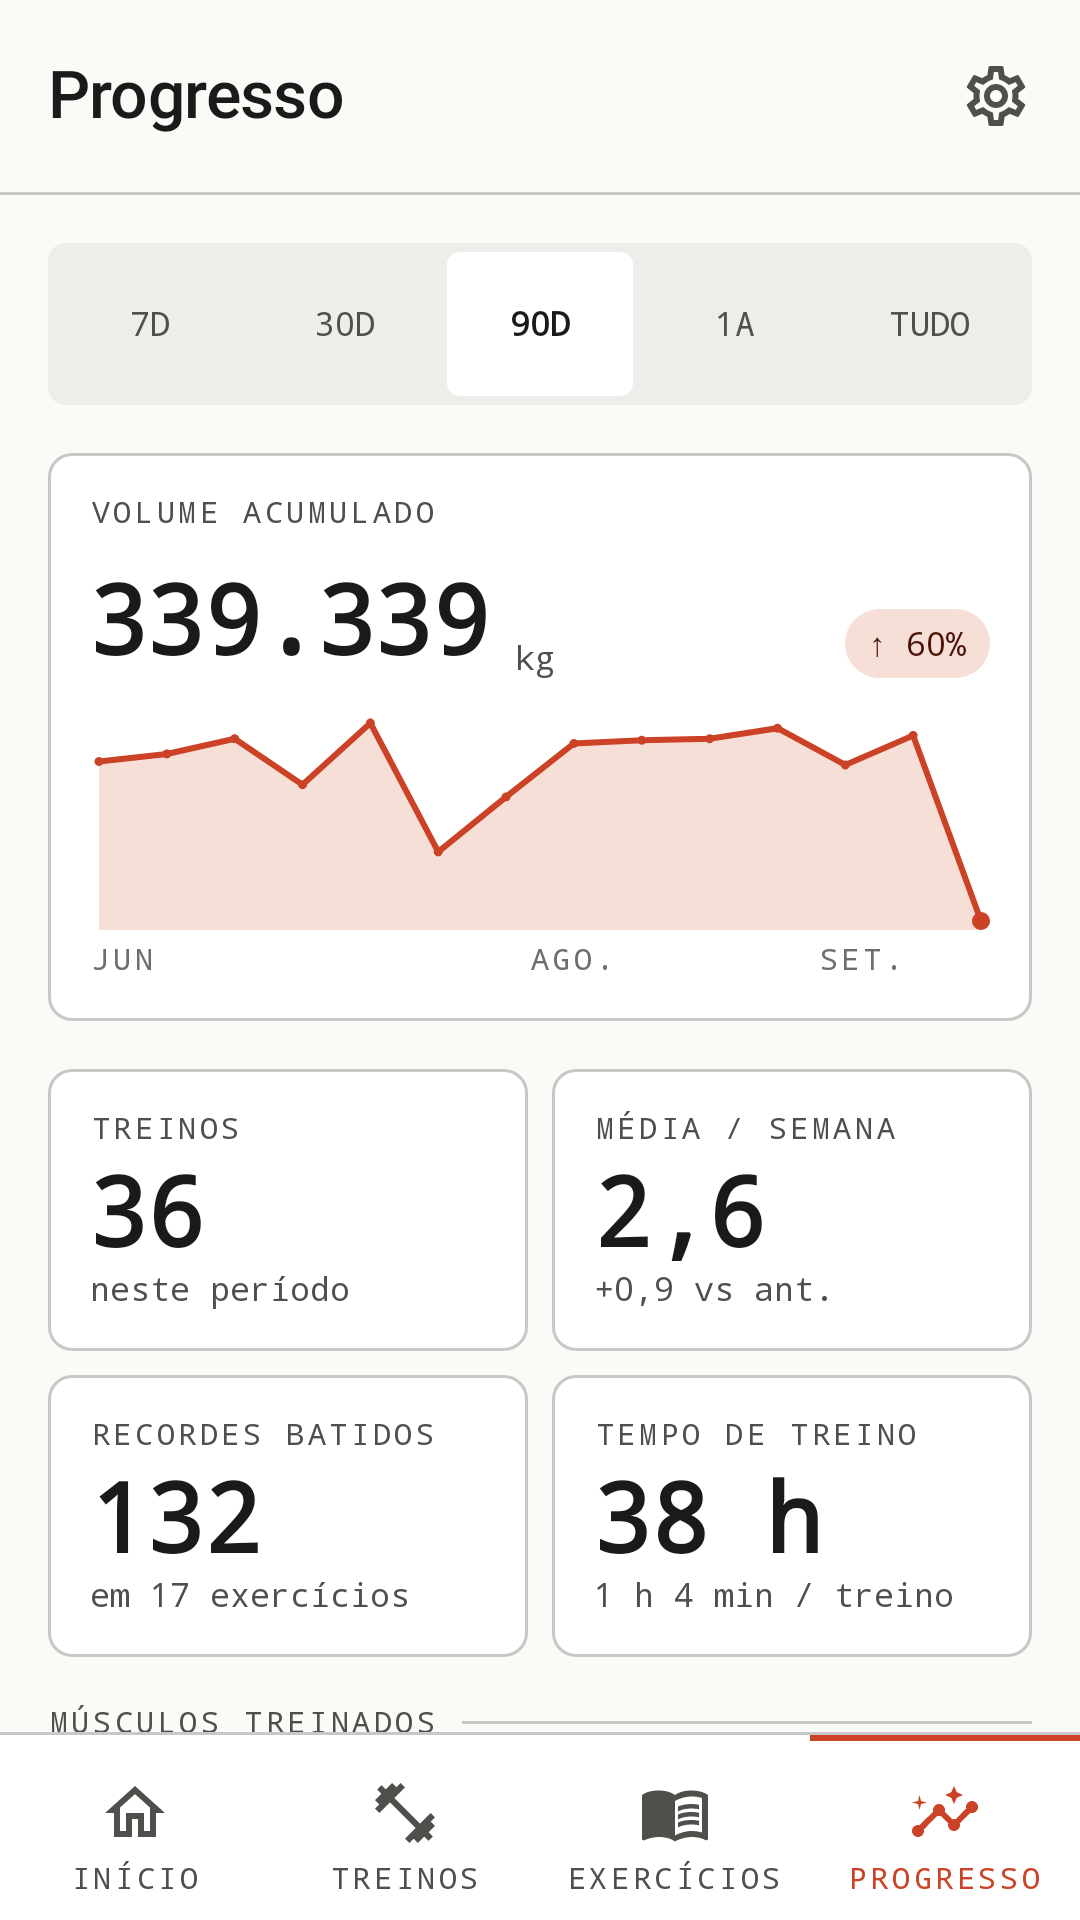 Progresso
7D 30D 90D 1A TUDO
VOLUME ACUMULADO
339.339 kg
↑ 60%
JUN AGO. SET.
TREINOS
36
neste período
MÉDIA / SEMANA
2,6
+0,9 vs ant.
RECORDES BATIDOS
132
em 17 exercícios
TEMPO DE TREINO
38 h
1 h 4 min / treino
MÚSCULOS TREINADOS
INÍCIO TREINOS EXERCÍCIOS PROGRESSO